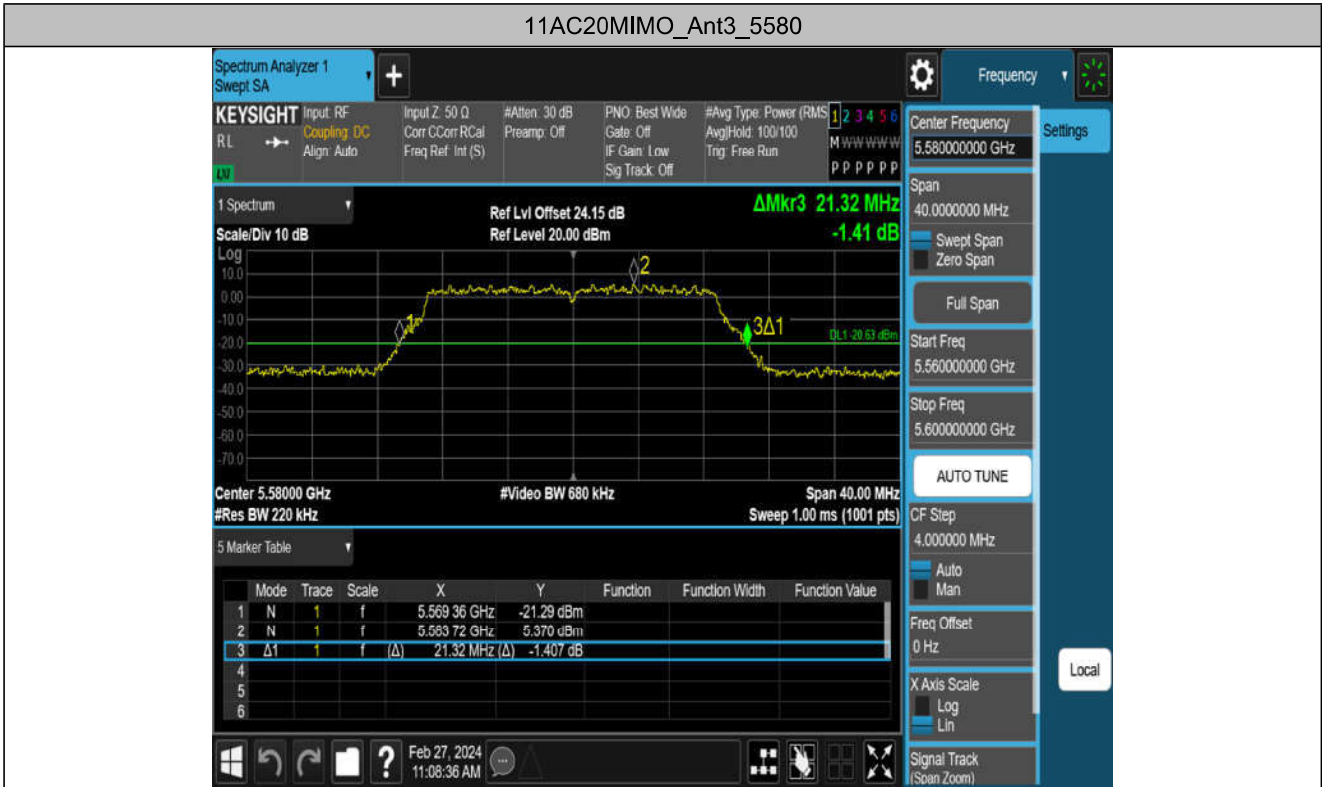 11AC20MIMO_Ant3_5580
Spectrum Analyzer 1
Swept SA
+
Frequency
KEYSIGHT
RL
LXI
Input: RF
Coupling: DC
Align: Auto
Input Z: 50 Ω
Corr CCorr RCal
Freq Ref: Int (S)
#Atten: 30 dB
Preamp: Off
PNO: Best Wide
Gate: Off
IF Gain: Low
Sig Track: Off
#Avg Type: Power (RMS
Avg|Hold: 100/100
Trig: Free Run
1 2 3 4 5 6
M W W W W W
P P P P P P
Center Frequency
5.580000000 GHz
Settings
Span
40.0000000 MHz
Swept Span
Zero Span
Full Span
Start Freq
5.560000000 GHz
Stop Freq
5.600000000 GHz
AUTO TUNE
CF Step
4.000000 MHz
Auto
Man
Freq Offset
0 Hz
Local
X Axis Scale
Log
Lin
Signal Track
(Span Zoom)
1 Spectrum
Scale/Div 10 dB
Ref Lvl Offset 24.15 dB
Ref Level 20.00 dBm
ΔMkr3 21.32 MHz
-1.41 dB
Log
10.0
0.00
-10.0
-20.0
-30.0
-40.0
-50.0
-60.0
-70.0
1
2
3Δ1
DL1 -20.63 dBm
Center 5.58000 GHz
#Res BW 220 kHz
#Video BW 680 kHz
Span 40.00 MHz
Sweep 1.00 ms (1001 pts)
5 Marker Table
Mode Trace Scale X Y Function Function Width Function Value
1 N 1 f 5.569 36 GHz -21.29 dBm
2 N 1 f 5.583 72 GHz 5.370 dBm
3 Δ1 1 f (Δ) 21.32 MHz (Δ) -1.407 dB
4
5
6
?
Feb 27, 2024
11:08:36 AM